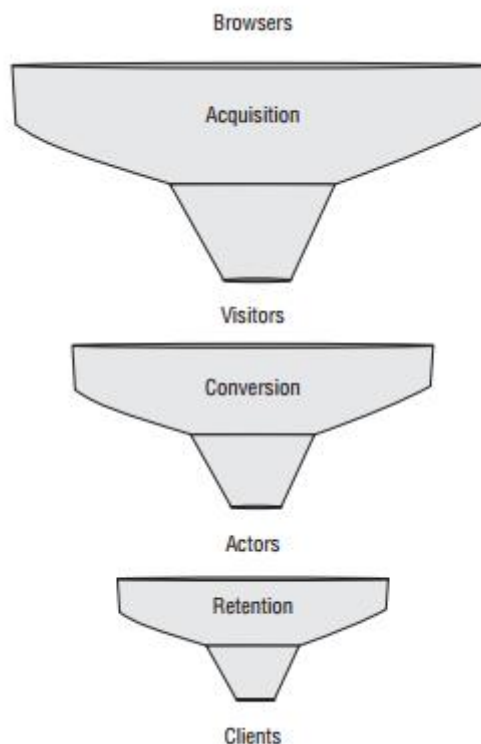 Browsers
Acquisition
Visitors
Conversion
Actors
Retention
Clients